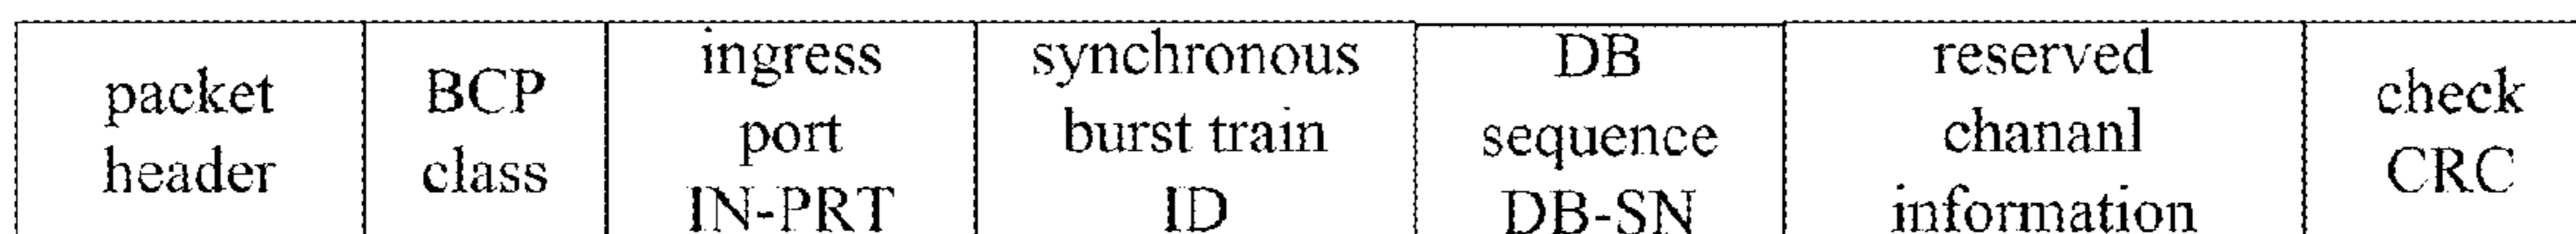 packet
header
BCP
class
ingress
port
IN-PRT
synchronous
burst train
ID
DB
sequence
DB-SN
reserved
chananl
information
check
CRC